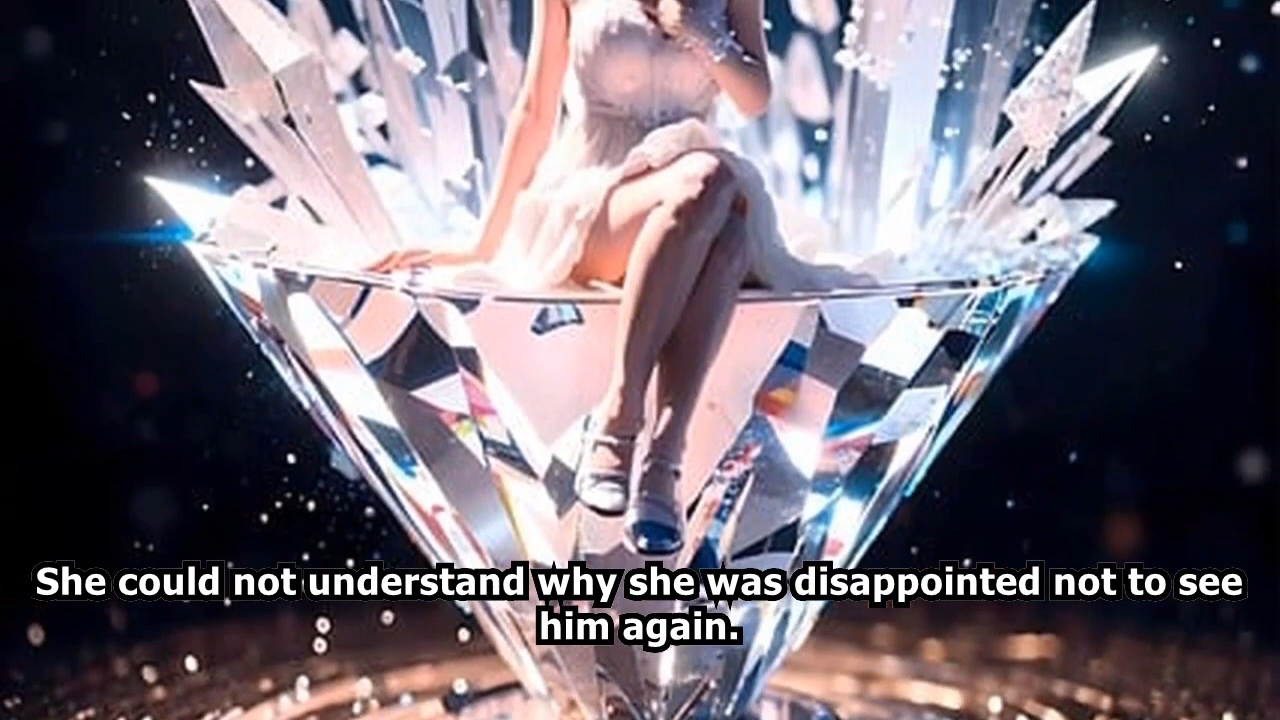 She could not understand why she was disappointed not to see
him again.